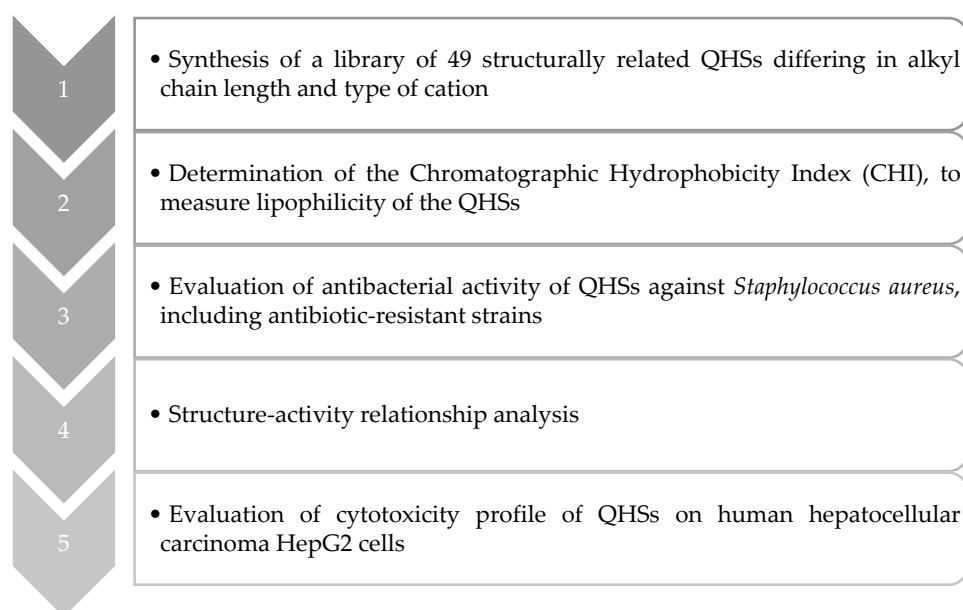 1
• Synthesis of a library of 49 structurally related QHSs differing in alkyl
chain length and type of cation
2
• Determination of the Chromatographic Hydrophobicity Index (CHI), to
measure lipophilicity of the QHSs
3
• Evaluation of antibacterial activity of QHSs against Staphylococcus aureus,
including antibiotic-resistant strains
4
• Structure-activity relationship analysis
5
• Evaluation of cytotoxicity profile of QHSs on human hepatocellular
carcinoma HepG2 cells